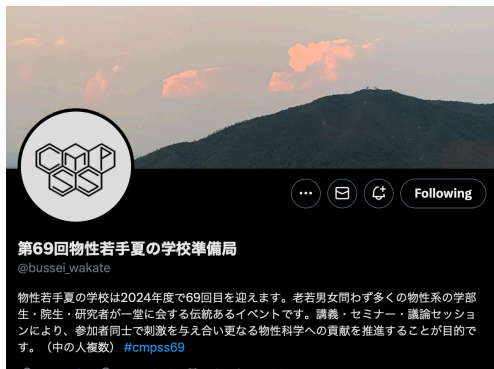 CMP
SS
Following
第69回物性若手夏の学校準備局
@bussei_wakate
物性若手夏の学校は2024年度で69回目を迎えます。老若男女問わず多くの物性系の学部
生・院生・研究者が一堂に会する伝統あるイベントです。講義・セミナー・議論セッショ
ンにより、参加者同士で刺激を与え合い更なる物性科学への貢献を推進することが目的で
す。（中の人複数） #cmpss69